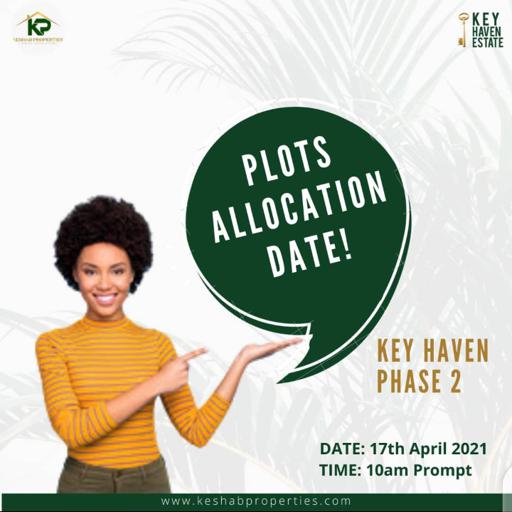 KP
KESHAB PROPERTIES
KEY
HAVEN
ESTATE
PLOTS
ALLOCATION
DATE!
KEY HAVEN
PHASE 2
DATE: 17th April 2021
TIME: 10am Prompt
www.keshabproperties.com